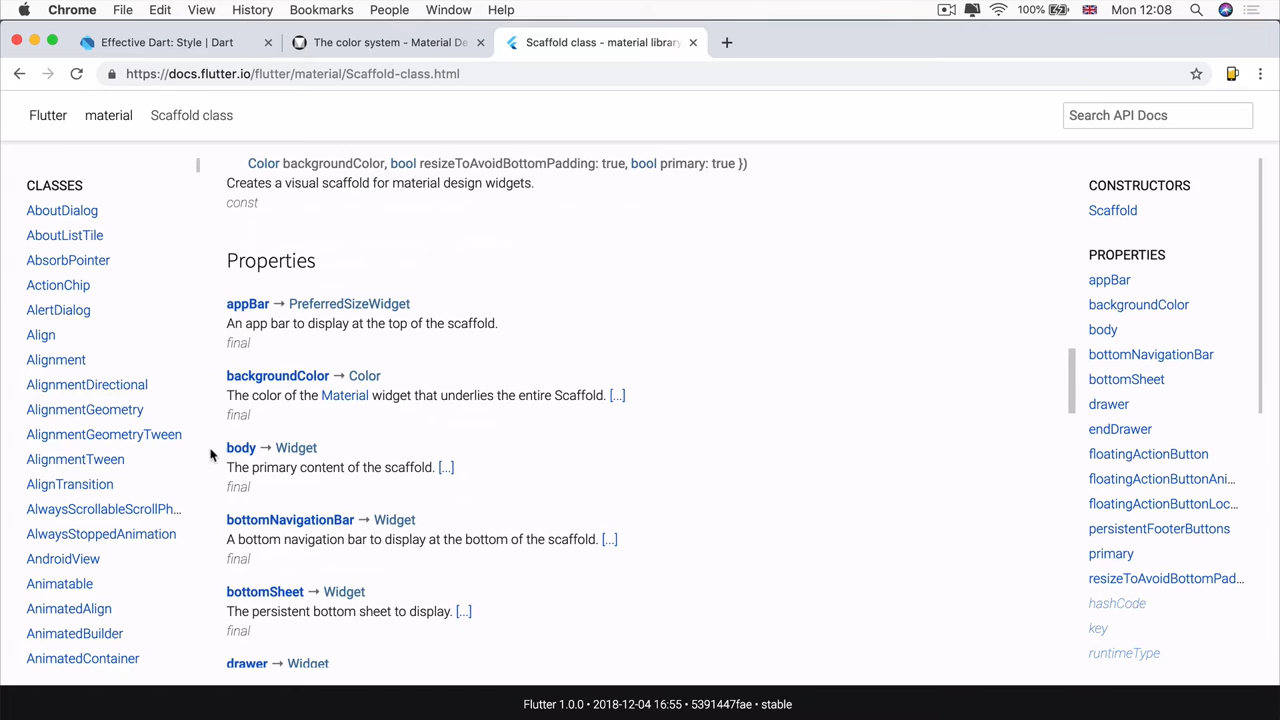 Chrome File Edit View History Bookmarks People Window Help 100% Mon 12:08
Effective Dart: Style | Dart
The color system - Material De
Scaffold class - material library
https://docs.flutter.io/flutter/material/Scaffold-class.html
Flutter material Scaffold class
Search API Docs
CLASSES
AboutDialog
AboutListTile
AbsorbPointer
ActionChip
AlertDialog
Align
Alignment
AlignmentDirectional
AlignmentGeometry
AlignmentGeometryTween
AlignmentTween
AlignTransition
AlwaysScrollableScrollPh...
AlwaysStoppedAnimation
AndroidView
Animatable
AnimatedAlign
AnimatedBuilder
AnimatedContainer
Color backgroundColor, bool resizeToAvoidBottomPadding: true, bool primary: true })
Creates a visual scaffold for material design widgets.
const
Properties
appBar → PreferredSizeWidget
An app bar to display at the top of the scaffold.
final
backgroundColor → Color
The color of the Material widget that underlies the entire Scaffold. [...]
final
body → Widget
The primary content of the scaffold. [...]
final
bottomNavigationBar → Widget
A bottom navigation bar to display at the bottom of the scaffold. [...]
final
bottomSheet → Widget
The persistent bottom sheet to display. [...]
final
drawer → Widget
CONSTRUCTORS
Scaffold
PROPERTIES
appBar
backgroundColor
body
bottomNavigationBar
bottomSheet
drawer
endDrawer
floatingActionButton
floatingActionButtonAni...
floatingActionButtonLoc...
persistentFooterButtons
primary
resizeToAvoidBottomPad...
hashCode
key
runtimeType
Flutter 1.0.0 • 2018-12-04 16:55 • 5391447fae • stable